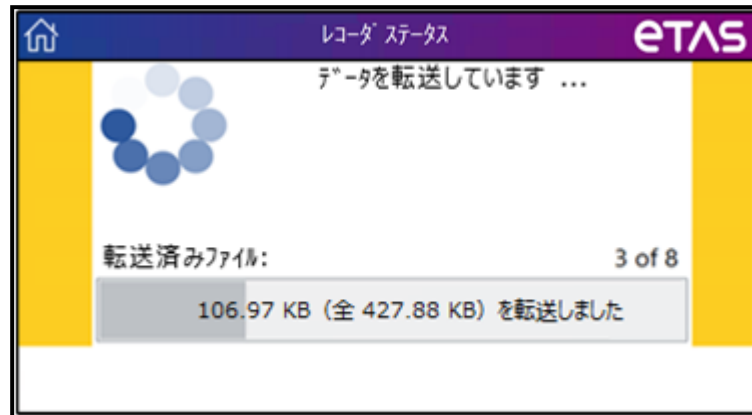 ﾚｺｰﾀﾞ ｽﾃｰﾀｽ
etas
ﾃﾞｰﾀを転送しています ...
転送済みﾌｧｲﾙ:
3 of 8
106.97 KB (全 427.88 KB) を転送しました